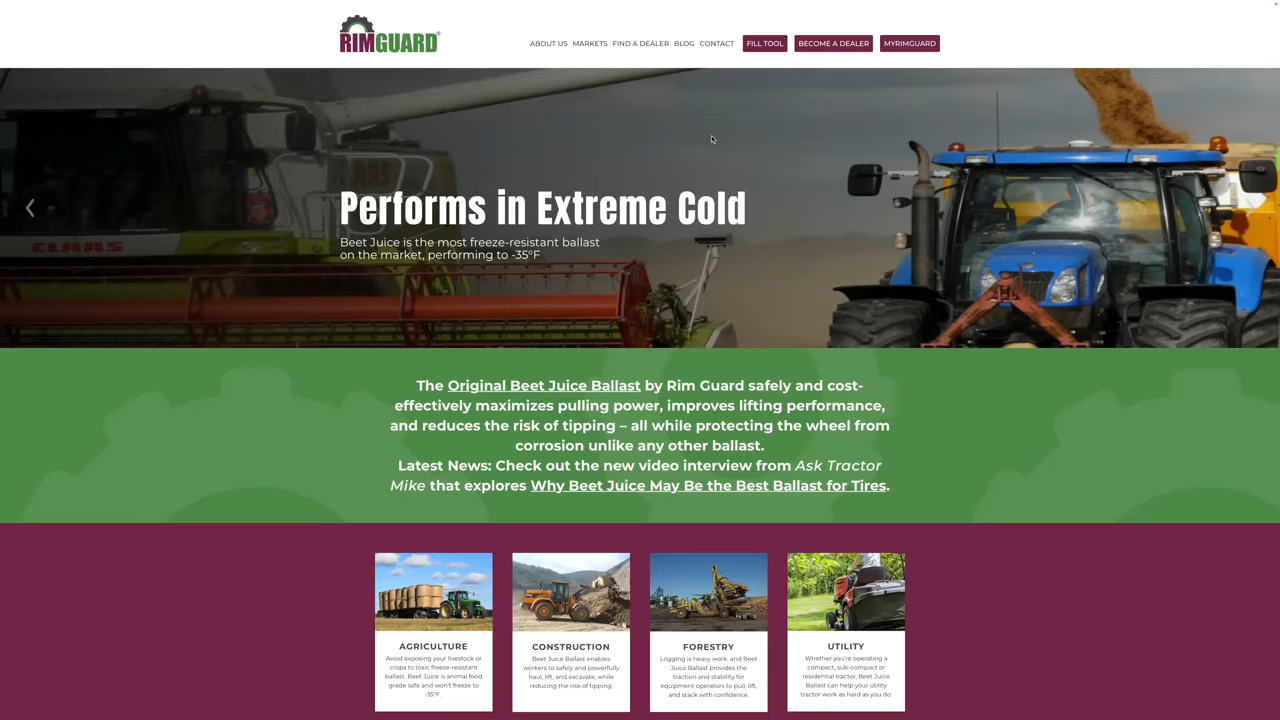 RIMGUARD®
ABOUT US MARKETS FIND A DEALER BLOG CONTACT FILL TOOL BECOME A DEALER MYRIMGUARD
CLAAS
Performs in Extreme Cold
Beet Juice is the most freeze-resistant ballast
on the market, performing to -35°F
The Original Beet Juice Ballast by Rim Guard safely and cost-
effectively maximizes pulling power, improves lifting performance,
and reduces the risk of tipping – all while protecting the wheel from
corrosion unlike any other ballast.
Latest News: Check out the new video interview from Ask Tractor
Mike that explores Why Beet Juice May Be the Best Ballast for Tires.
AGRICULTURE
Avoid exposing your livestock or
crops to toxic freeze-resistant
ballast. Beet Juice is animal food
grade safe and won't freeze to
-35°F.
CONSTRUCTION
Beet Juice Ballast enables
workers to safely and powerfully
haul, lift, and excavate, while
reducing the risk of tipping.
FORESTRY
Logging is heavy work, and Beet
Juice Ballast provides the
traction and stability for
equipment operators to pull, lift,
and stack with confidence.
UTILITY
Whether you're operating a
compact, sub-compact or
residential tractor, Beet Juice
Ballast can help your utility
tractor work as hard as you do.